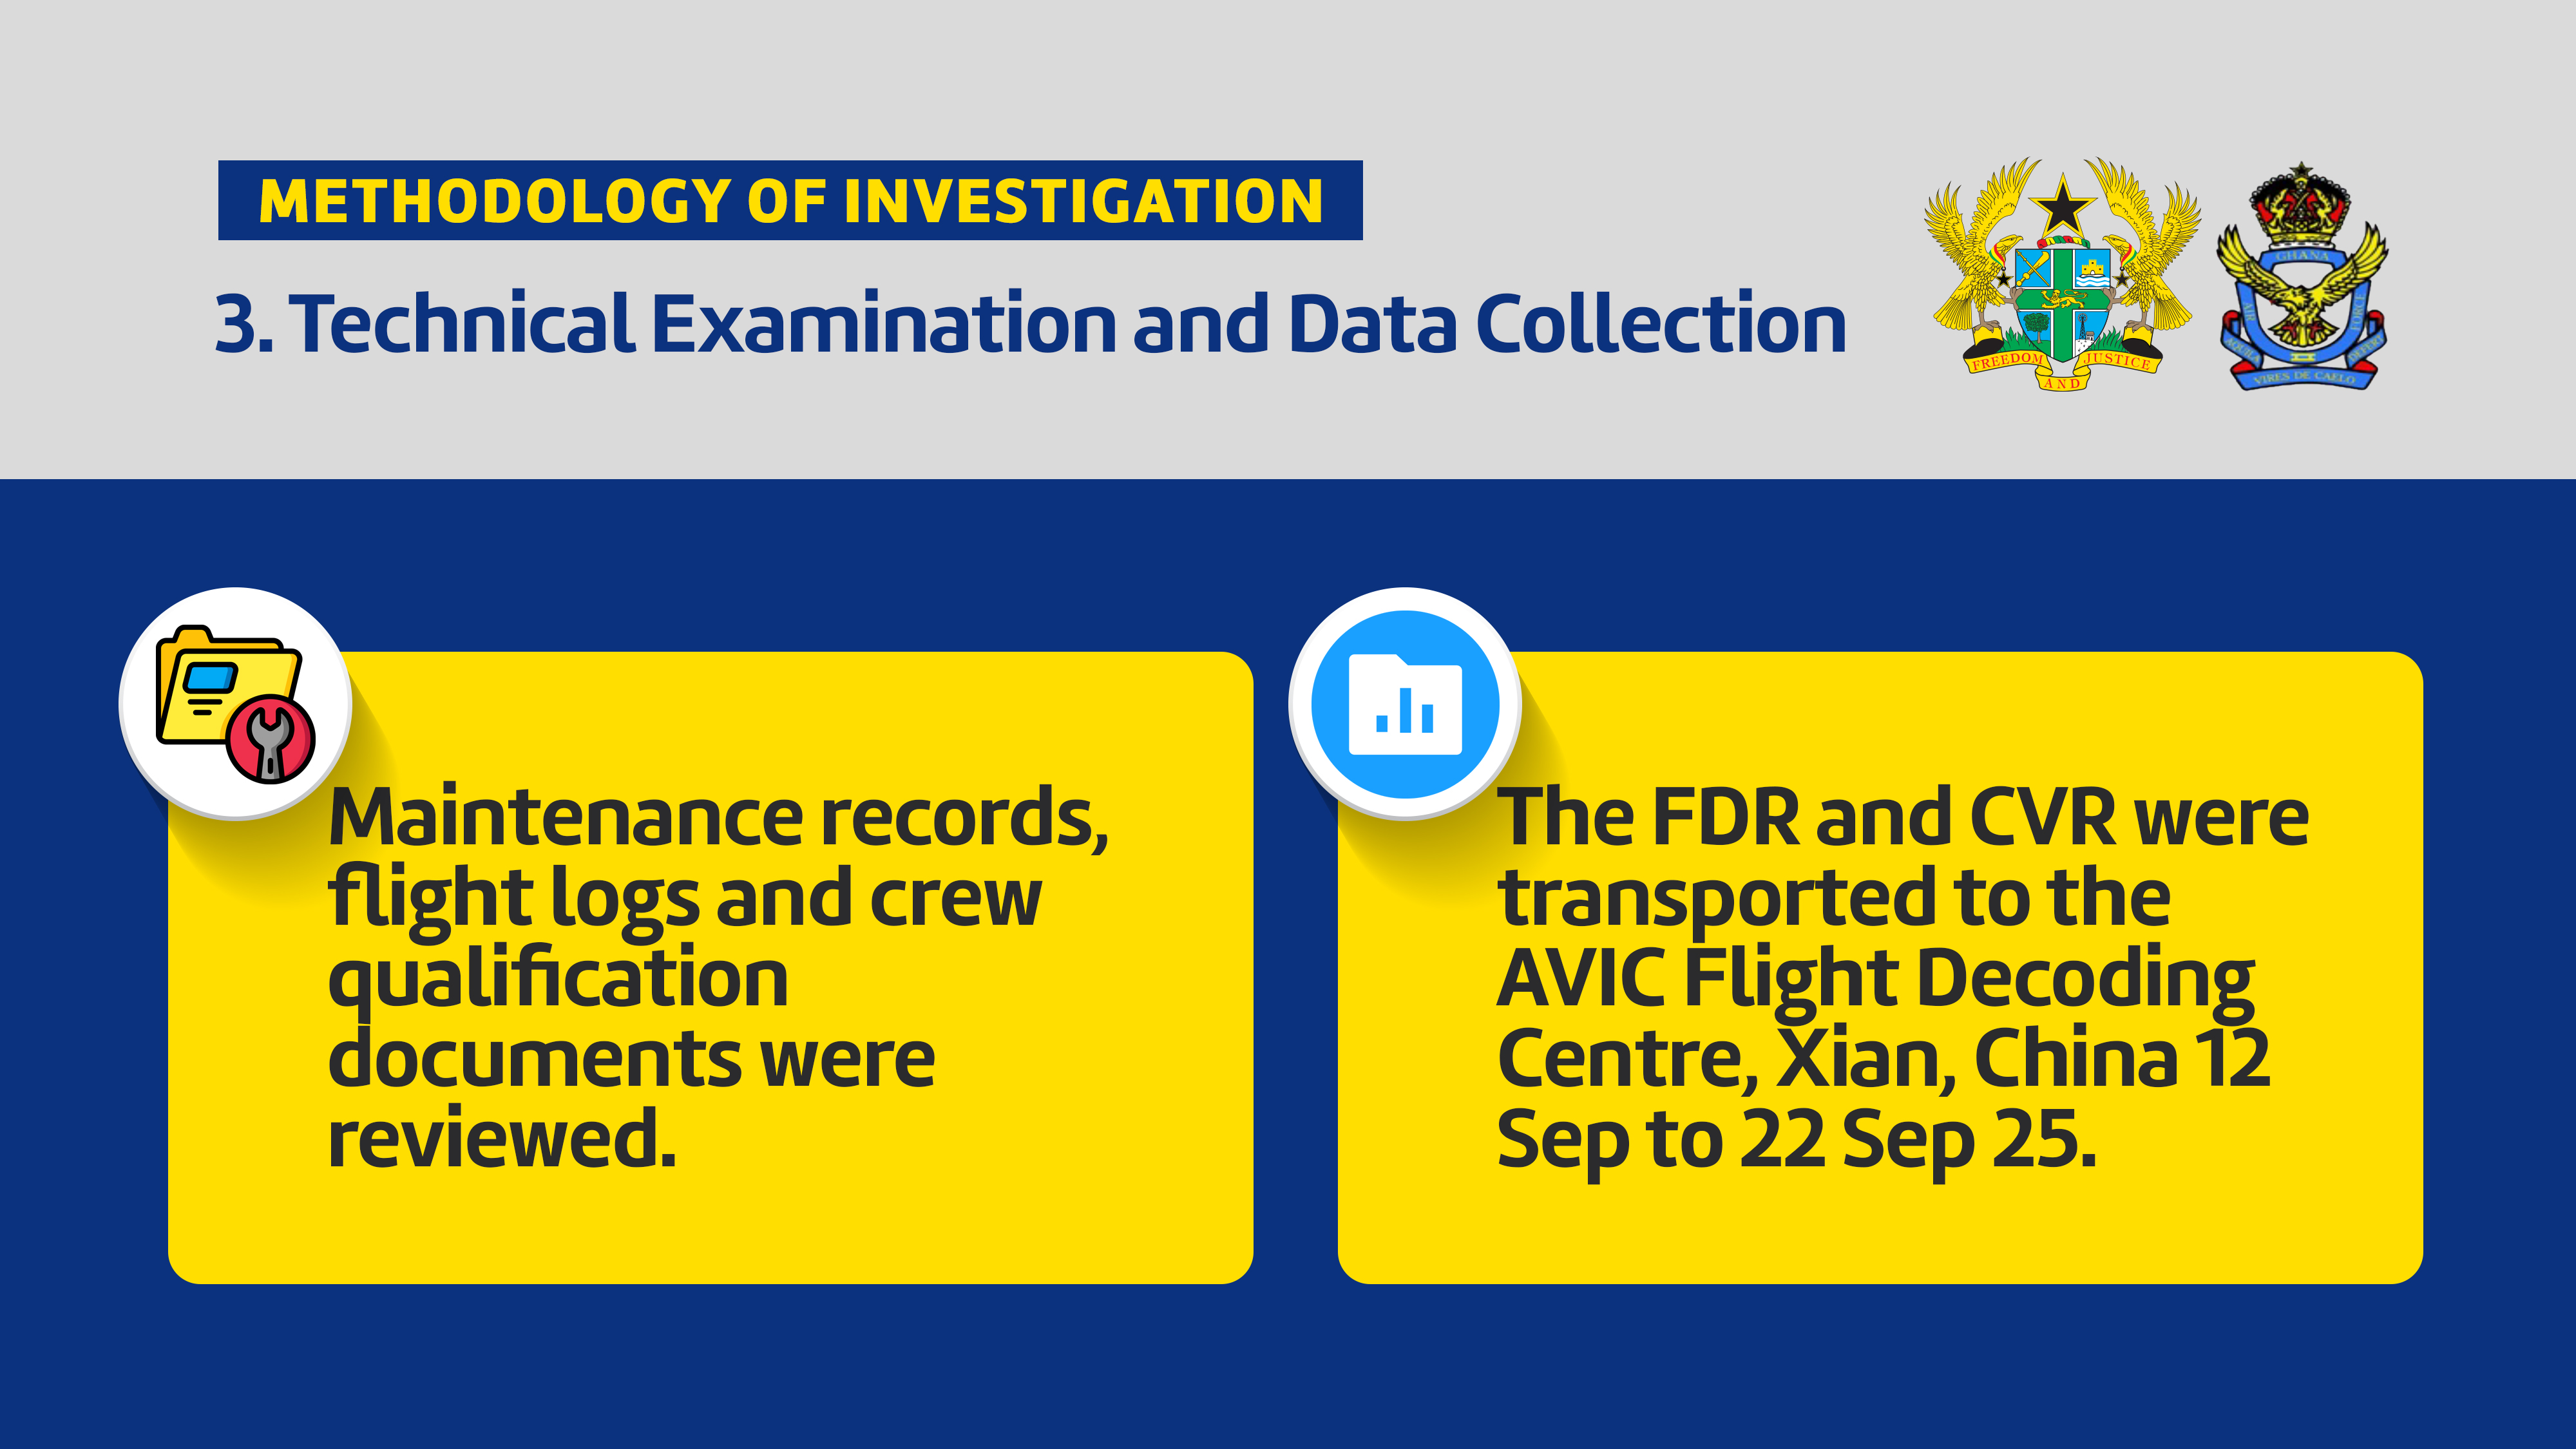 METHODOLOGY OF INVESTIGATION
3. Technical Examination and Data Collection
FREEDOM AND JUSTICE
GHANA
AIR FORCE
AQUILA DEFERT
VIRES DE CAELO
Maintenance records,
flight logs and crew
qualification
documents were
reviewed.
The FDR and CVR were
transported to the
AVIC Flight Decoding
Centre, Xian, China 12
Sep to 22 Sep 25.